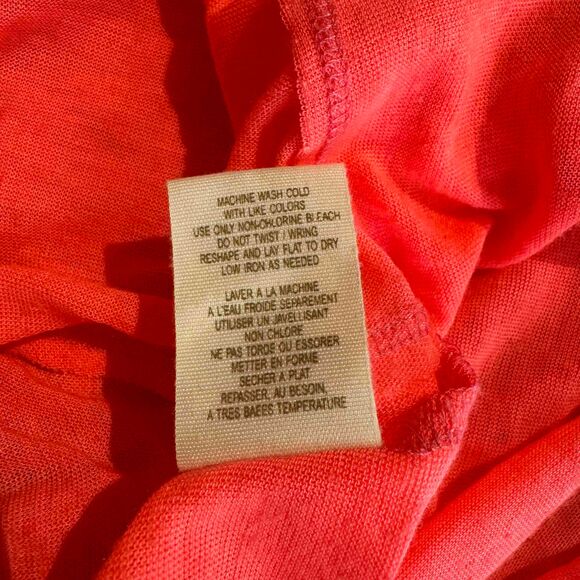 MACHINE WASH COLD
WITH LIKE COLORS
USE ONLY NON-CHLORINE BLEACH
DO NOT TWIST / WRING
RESHAPE AND LAY FLAT TO DRY
LOW IRON AS NEEDED
LAVER À LA MACHINE
A L'EAU FROIDE SEPAREMENT
UTILISER UN JAVELLISANT
NON CHLORE
NE PAS TORDE OU ESSORER
METTER EN FORME
SECHER A PLAT
REPASSER, AU BESOIN,
A TRES BAEES TEMPERATURE